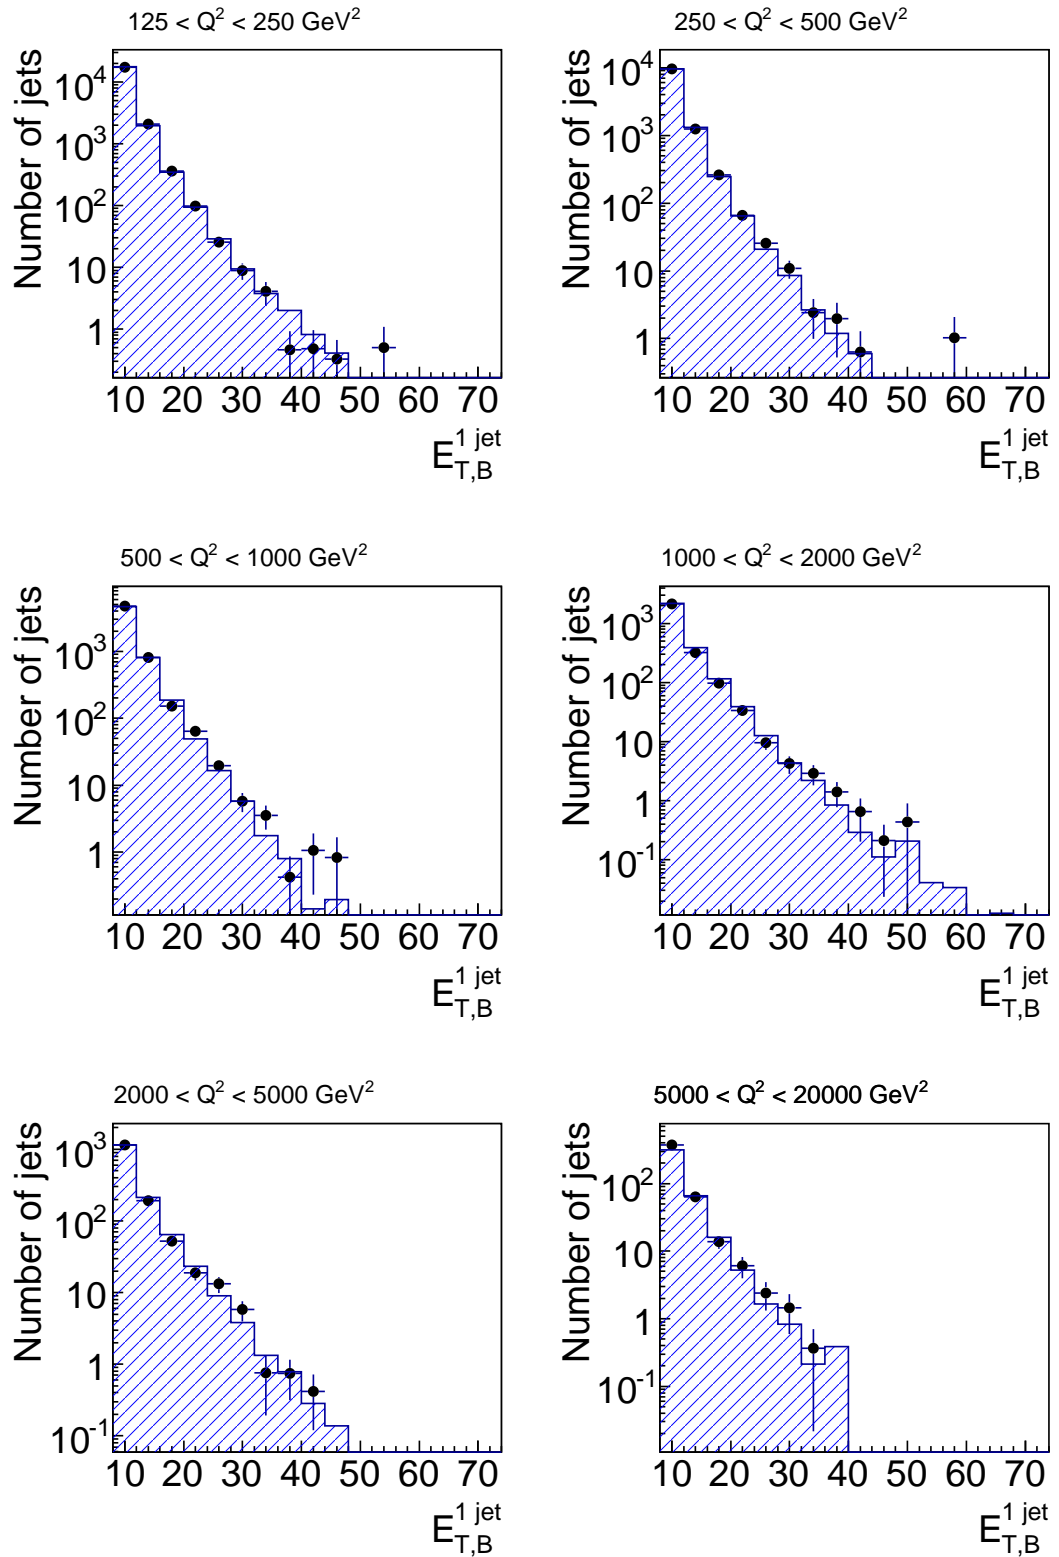 125 < Q² < 250 GeV²
Number of jets
10⁴
10³
10²
10
1
10 20 30 40 50 60 70
E_{T,B}^{1 jet}
250 < Q² < 500 GeV²
Number of jets
10⁴
10³
10²
10
1
10 20 30 40 50 60 70
E_{T,B}^{1 jet}
500 < Q² < 1000 GeV²
Number of jets
10³
10²
10
1
10 20 30 40 50 60 70
E_{T,B}^{1 jet}
1000 < Q² < 2000 GeV²
Number of jets
10³
10²
10
1
10⁻¹
10 20 30 40 50 60 70
E_{T,B}^{1 jet}
2000 < Q² < 5000 GeV²
Number of jets
10³
10²
10
1
10⁻¹
10 20 30 40 50 60 70
E_{T,B}^{1 jet}
5000 < Q² < 20000 GeV²
Number of jets
10²
10
1
10⁻¹
10 20 30 40 50 60 70
E_{T,B}^{1 jet}